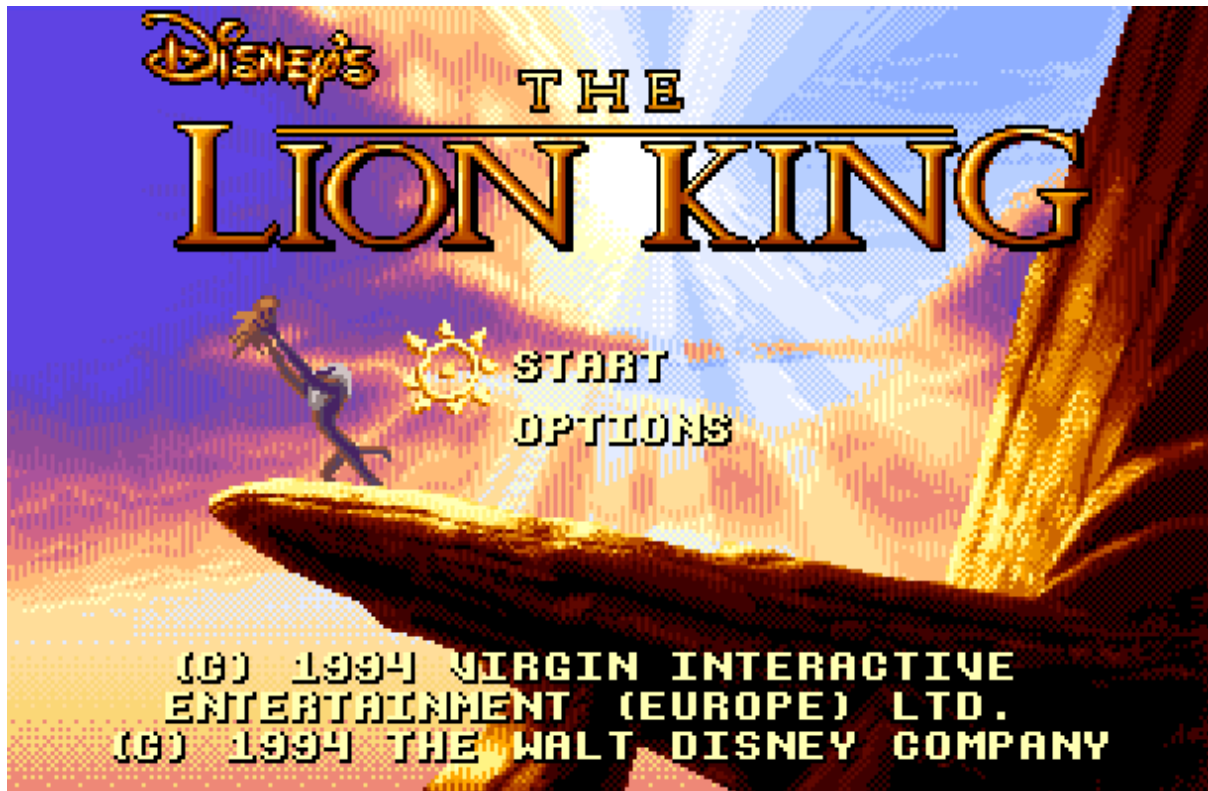 Disney's
THE
LION KING
START
OPTIONS
(C) 1994 VIRGIN INTERACTIVE
ENTERTAINMENT (EUROPE) LTD.
(C) 1994 THE WALT DISNEY COMPANY